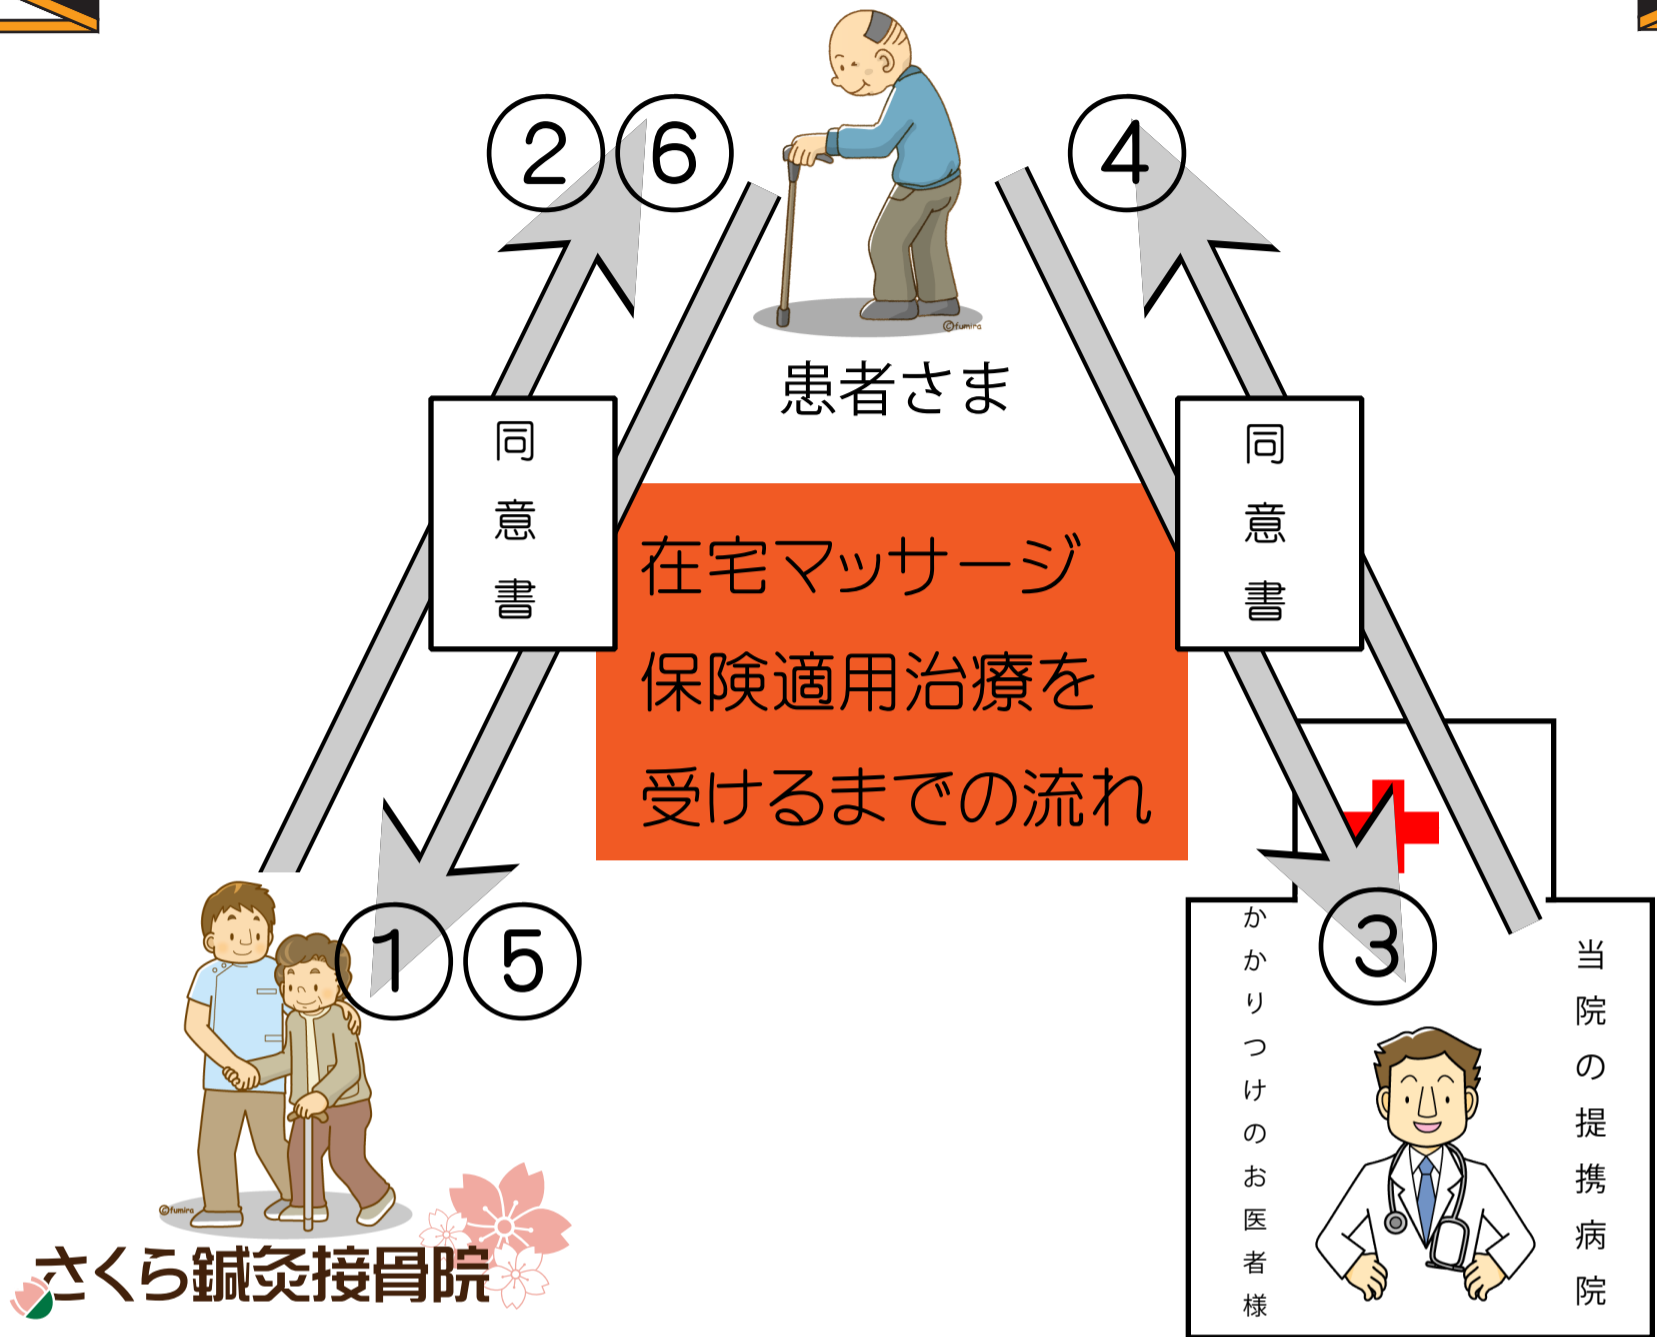 ②⑥
④
©fumira
患者さま
同意書
同意書
在宅マッサージ
保険適用治療を
受けるまでの流れ
①⑤
③
かかりつけのお医者様
当院の提携病院
©fumira
さくら鍼灸接骨院